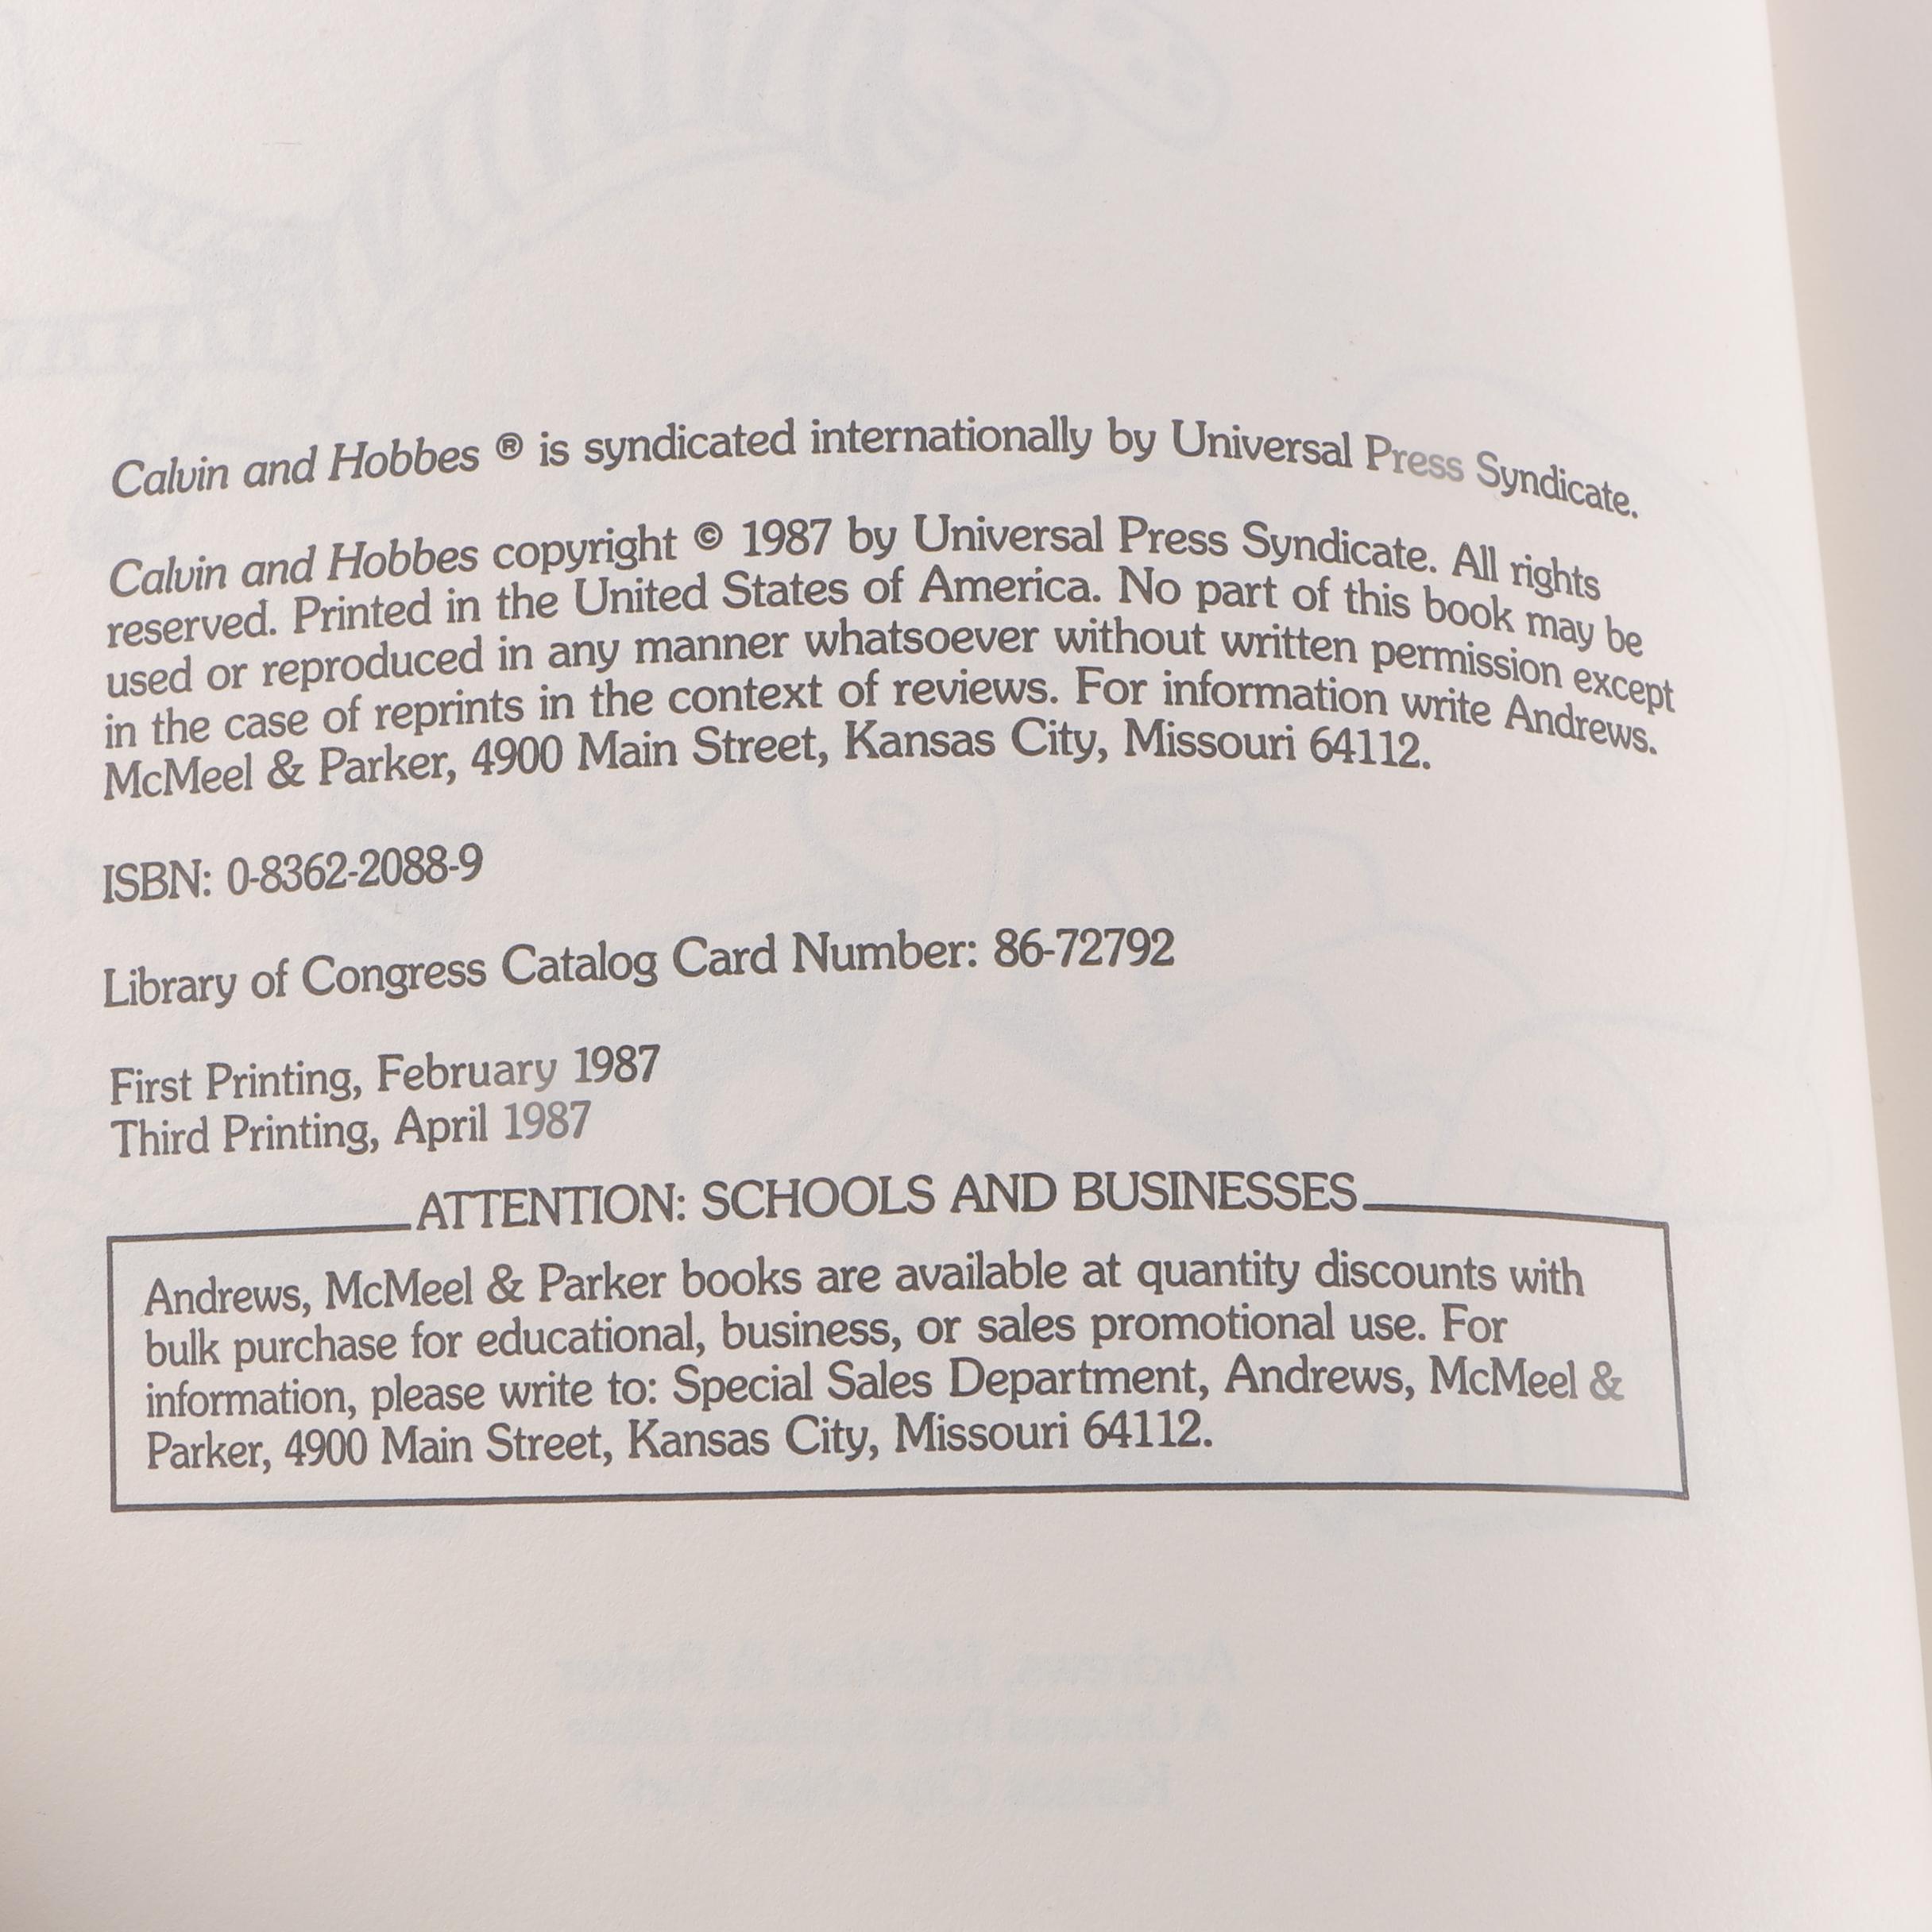 Calvin and Hobbes ® is syndicated internationally by Universal Press Syndicate.
Calvin and Hobbes copyright © 1987 by Universal Press Syndicate. All rights
reserved. Printed in the United States of America. No part of this book may be
used or reproduced in any manner whatsoever without written permission except
in the case of reprints in the context of reviews. For information write Andrews.
McMeel & Parker, 4900 Main Street, Kansas City, Missouri 64112.
ISBN: 0-8362-2088-9
Library of Congress Catalog Card Number: 86-72792
First Printing, February 1987
Third Printing, April 1987
ATTENTION: SCHOOLS AND BUSINESSES
Andrews, McMeel & Parker books are available at quantity discounts with
bulk purchase for educational, business, or sales promotional use. For
information, please write to: Special Sales Department, Andrews, McMeel &
Parker, 4900 Main Street, Kansas City, Missouri 64112.